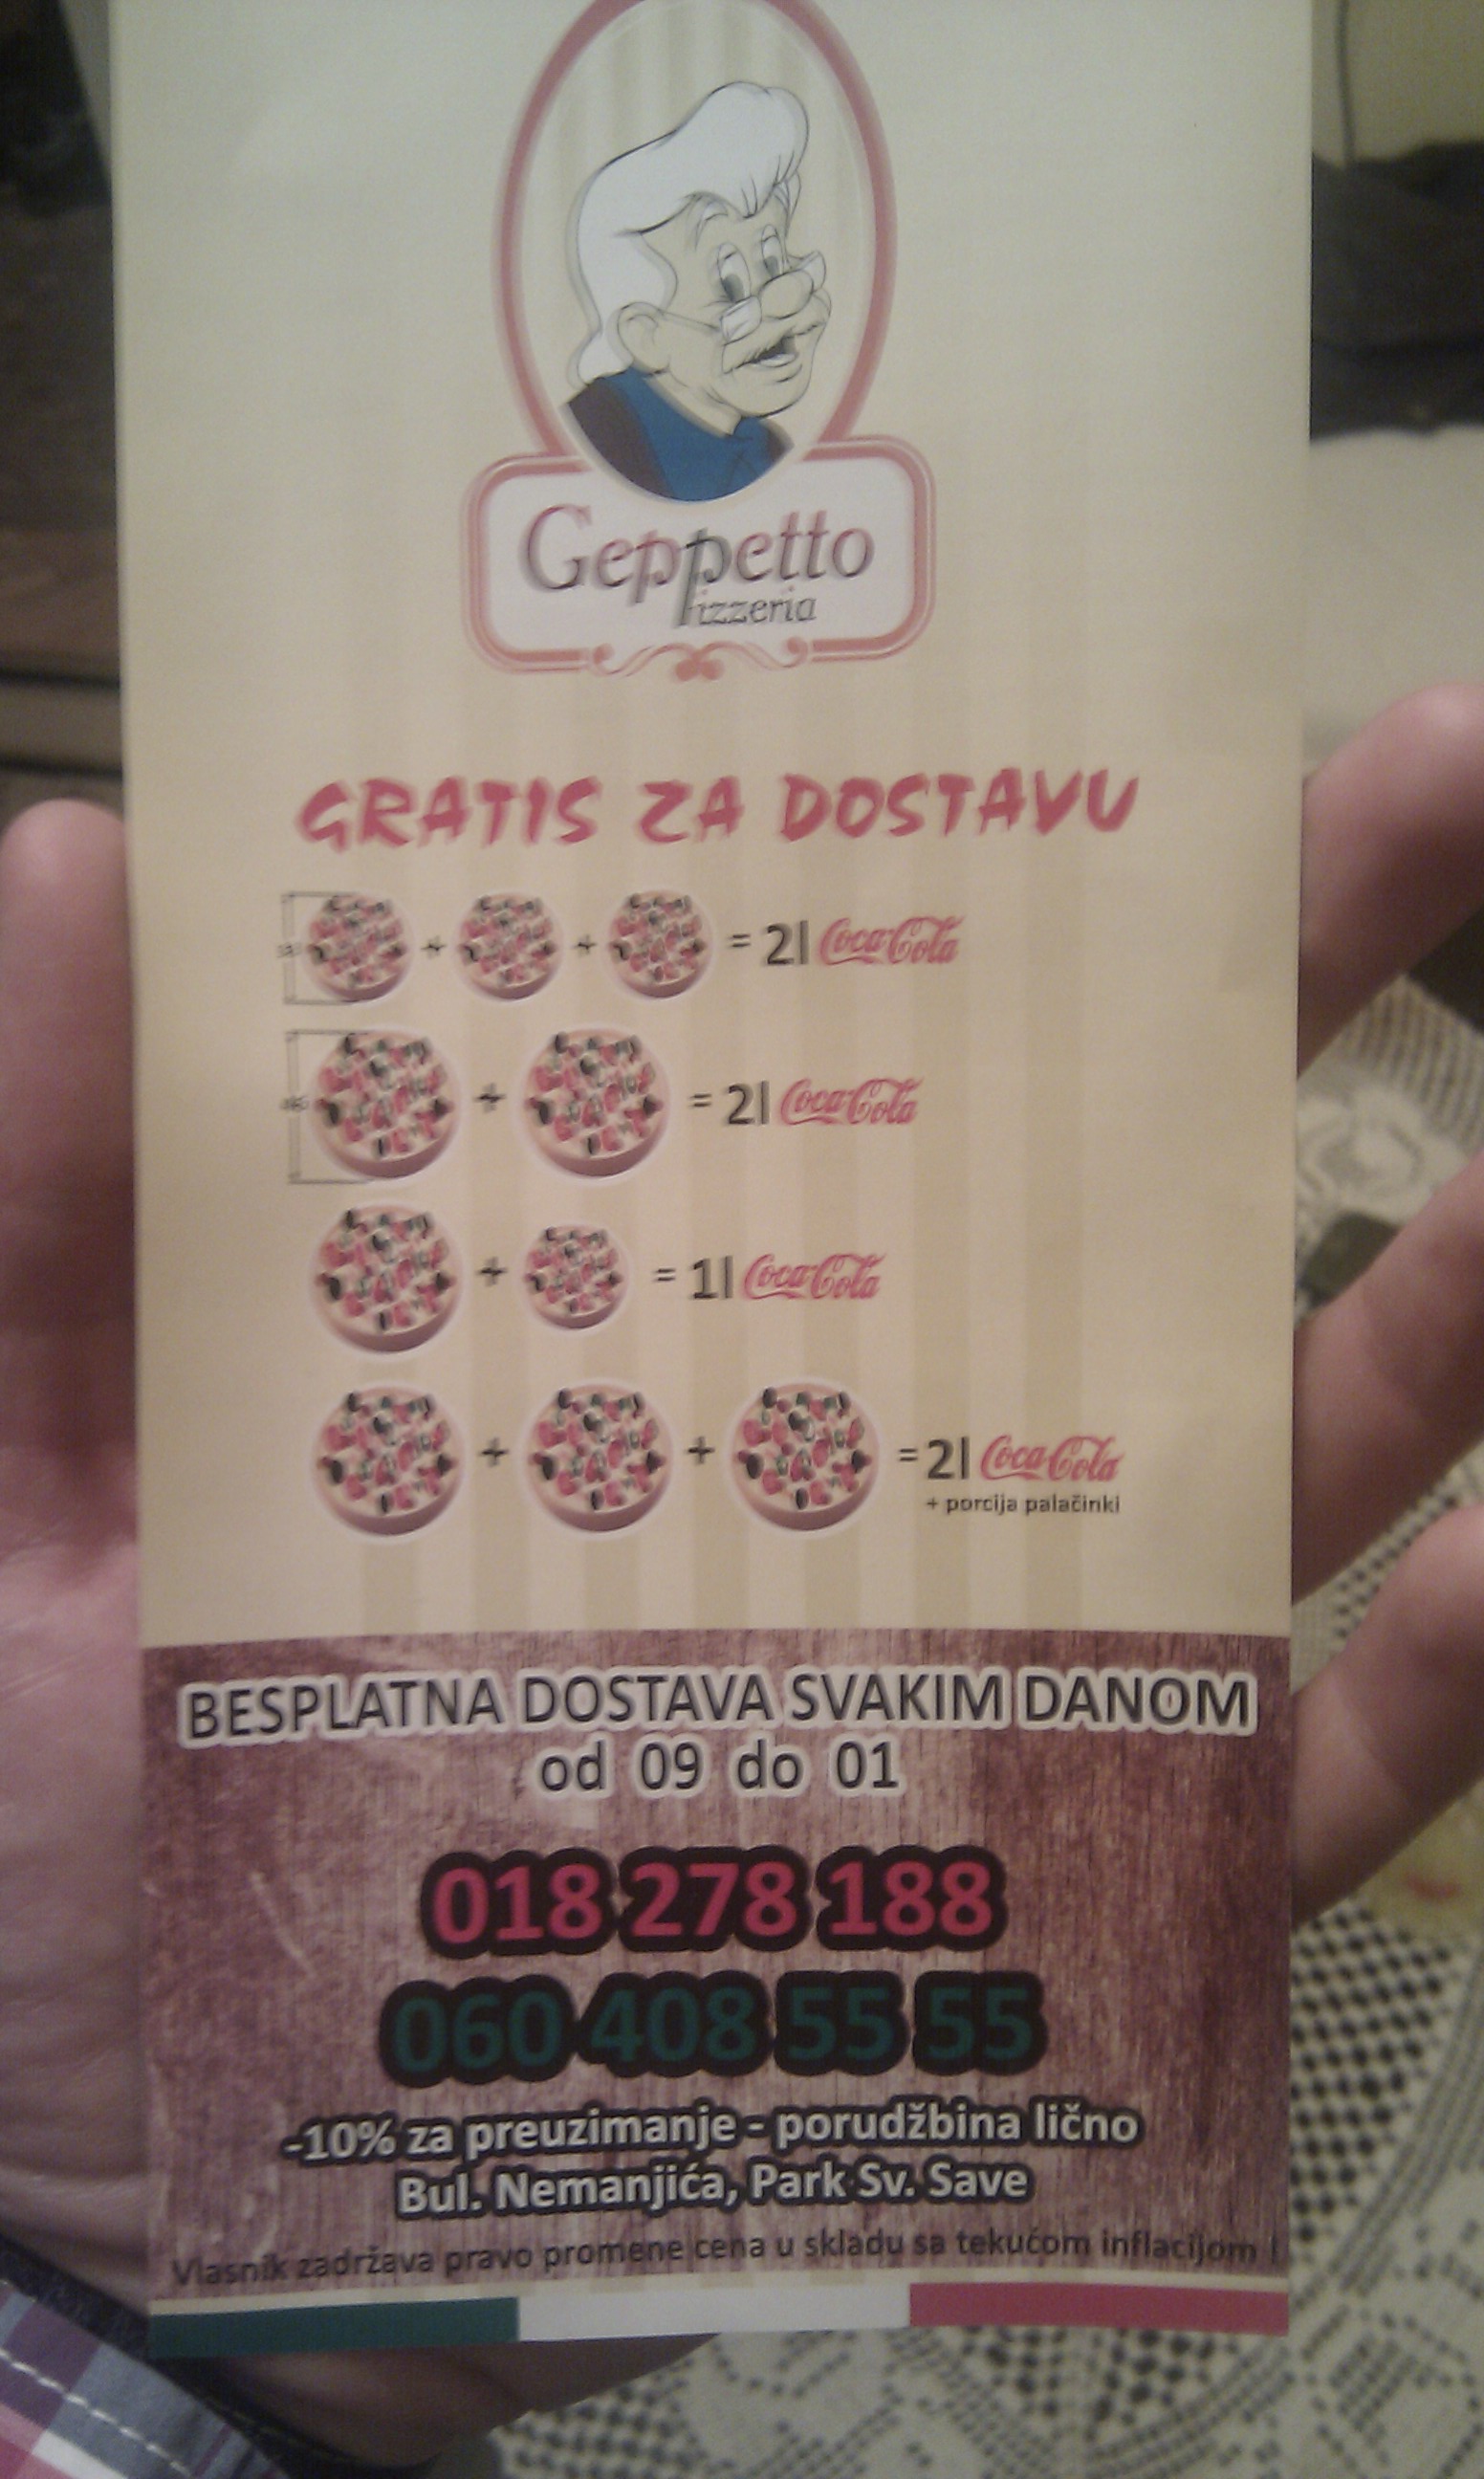 Geppetto
Pizzeria
GRATIS ZA DOSTAVU
+ + = 2l Coca-Cola
+ = 2l Coca-Cola
+ = 1l Coca-Cola
+ + = 2l Coca-Cola
+ porcija palačinki
BESPLATNA DOSTAVA SVAKIM DANOM
od 09 do 01
018 278 188
060 408 55 55
-10% za preuzimanje - porudžbina lično
Bul. Nemanjića, Park Sv. Save
Vlasnik zadržava pravo promene cena u skladu sa tekućom inflacijom !